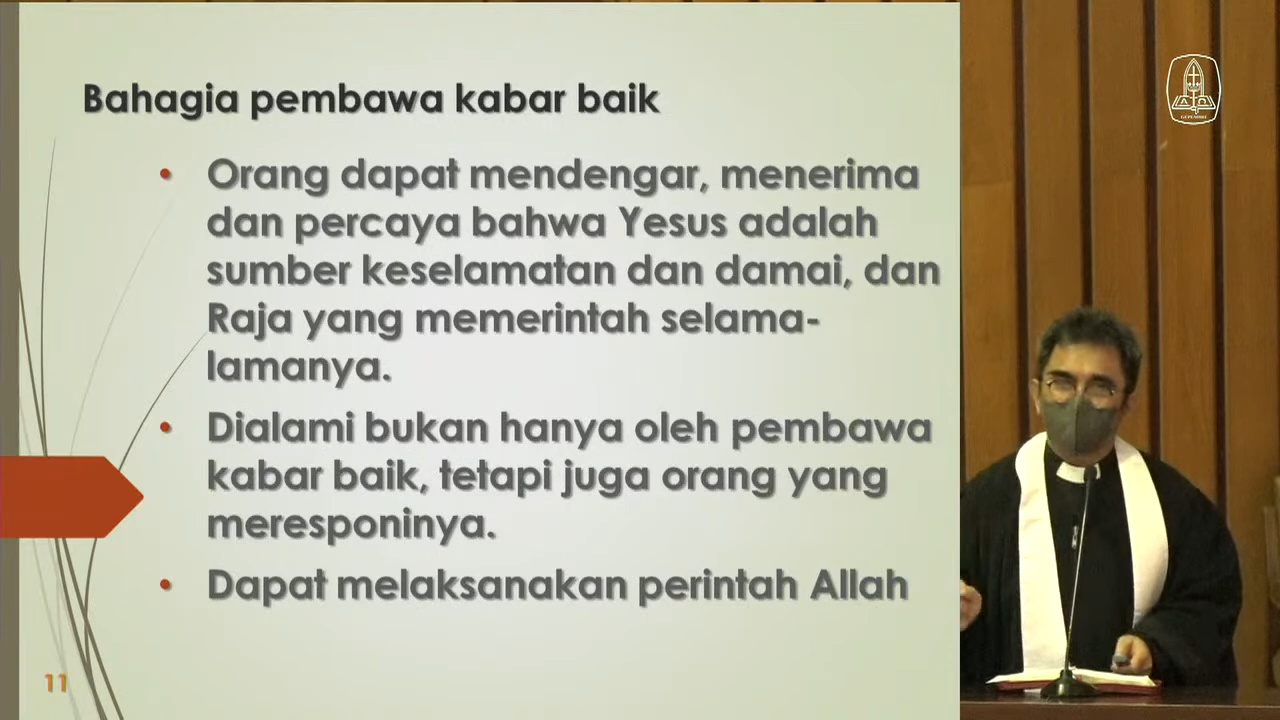 Bahagia pembawa kabar baik
• Orang dapat mendengar, menerima
dan percaya bahwa Yesus adalah
sumber keselamatan dan damai, dan
Raja yang memerintah selama-
lamanya.
• Dialami bukan hanya oleh pembawa
kabar baik, tetapi juga orang yang
meresponinya.
• Dapat melaksanakan perintah Allah
11